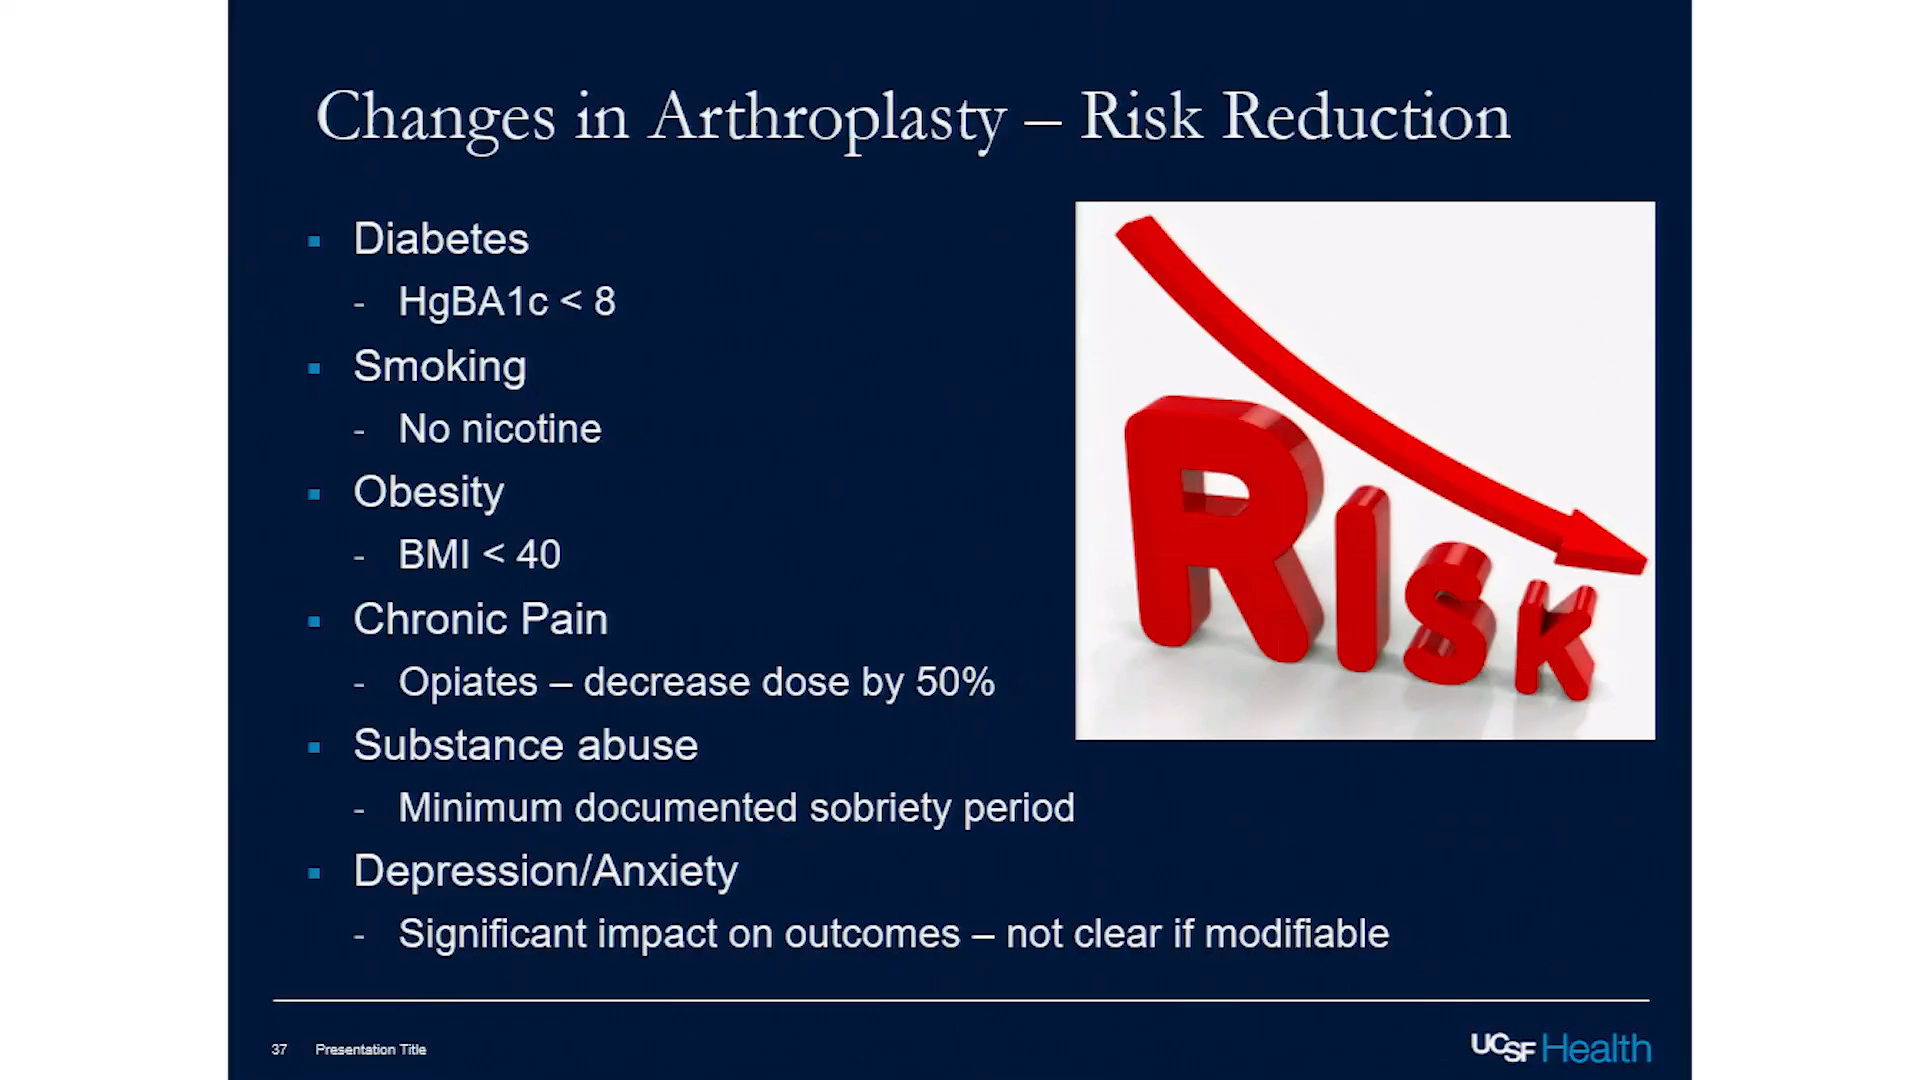 Changes in Arthroplasty – Risk Reduction
▪ Diabetes
- HgBA1c < 8
▪ Smoking
- No nicotine
▪ Obesity
- BMI < 40
▪ Chronic Pain
- Opiates – decrease dose by 50%
▪ Substance abuse
- Minimum documented sobriety period
▪ Depression/Anxiety
- Significant impact on outcomes – not clear if modifiable
RISK
37 Presentation Title
UCSF Health